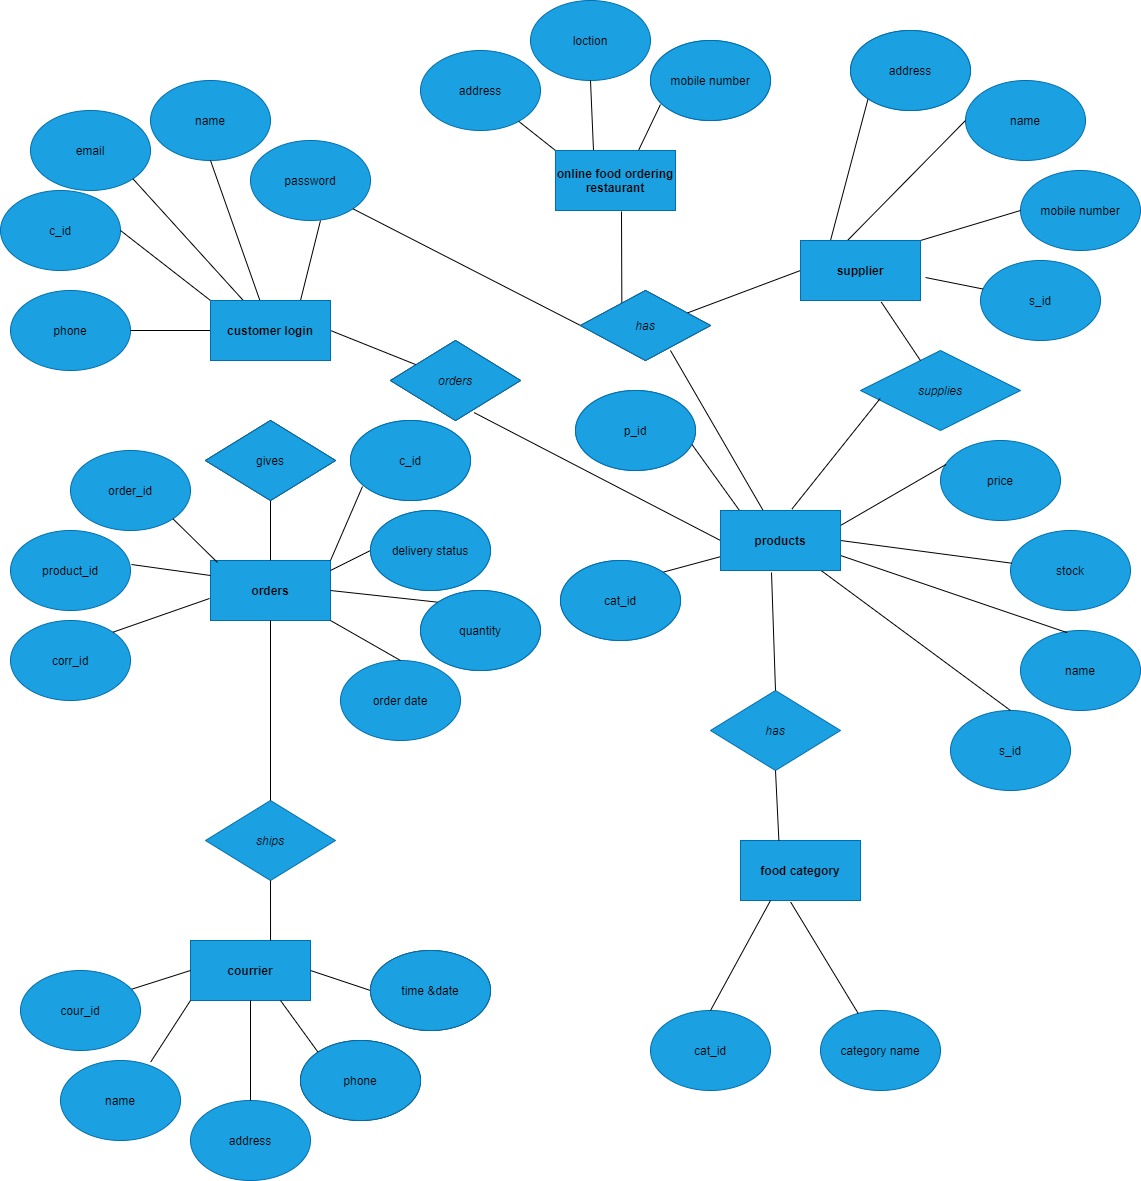 loction
address
mobile number
address
name
name
email
password
online food ordering
restaurant
mobile number
c_id
supplier
s_id
phone
customer login
has
orders
supplies
p_id
gives
c_id
order_id
price
products
delivery status
product_id
stock
orders
cat_id
quantity
corr_id
name
order date
has
s_id
ships
food category
courrier
time &date
cour_id
cat_id
category name
phone
name
address